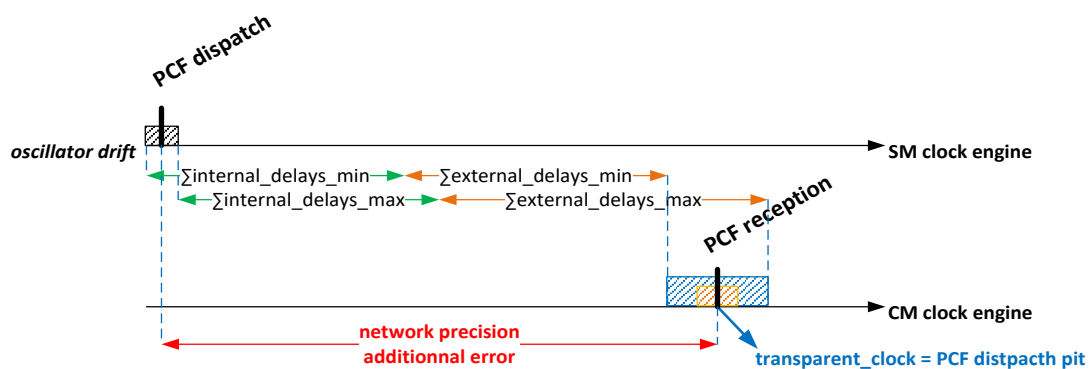 PCF dispatch
oscillator drift
SM clock engine
∑internal_delays_min
∑external_delays_min
∑internal_delays_max
∑external_delays_max
PCF reception
CM clock engine
network precision
additionnal error
transparent_clock = PCF distpacth pit